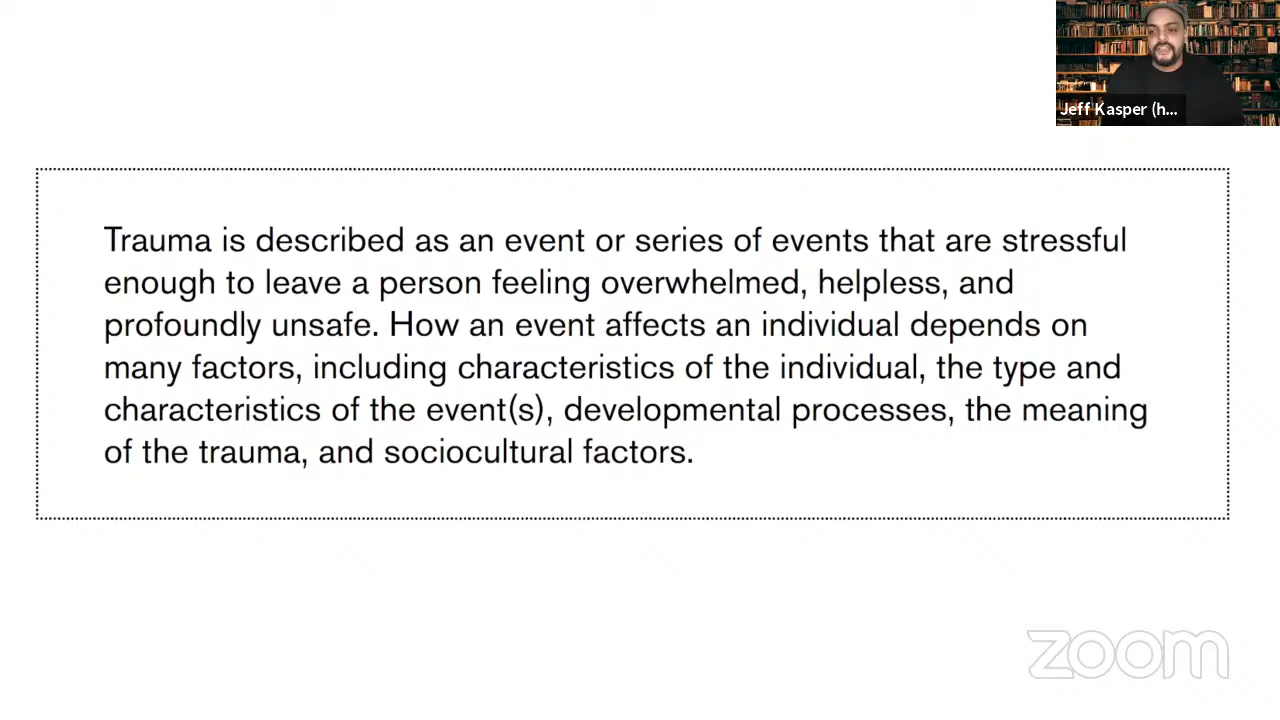 Jeff Kasper (h...
Trauma is described as an event or series of events that are stressful
enough to leave a person feeling overwhelmed, helpless, and
profoundly unsafe. How an event affects an individual depends on
many factors, including characteristics of the individual, the type and
characteristics of the event(s), developmental processes, the meaning
of the trauma, and sociocultural factors.
zoom